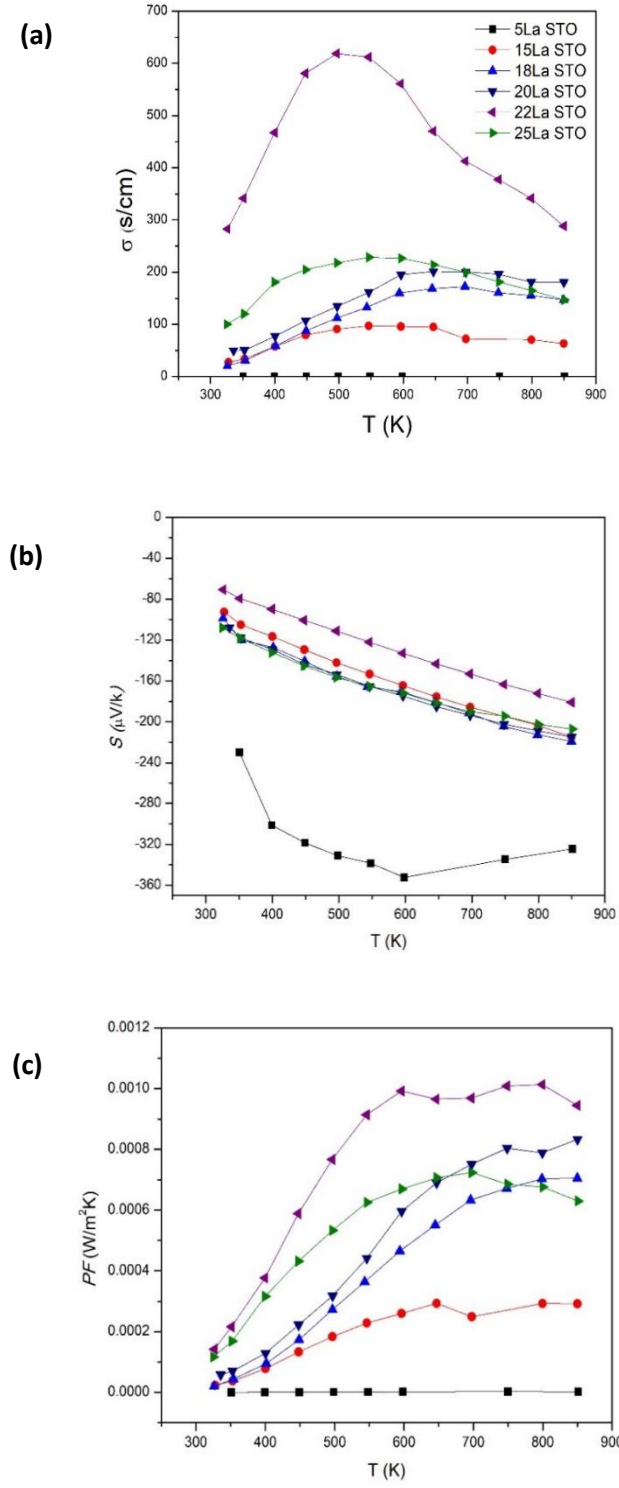 (a)
700
600
500
400
300
200
100
0
σ (s/cm)
5La STO
15La STO
18La STO
20La STO
22La STO
25La STO
300 400 500 600 700 800 900
T (K)
(b)
0
-40
-80
-120
-160
-200
-240
-280
-320
-360
S (µV/k)
300 400 500 600 700 800 900
T (K)
(c)
0.0012
0.0010
0.0008
0.0006
0.0004
0.0002
0.0000
PF (W/m²K)
300 400 500 600 700 800 900
T (K)